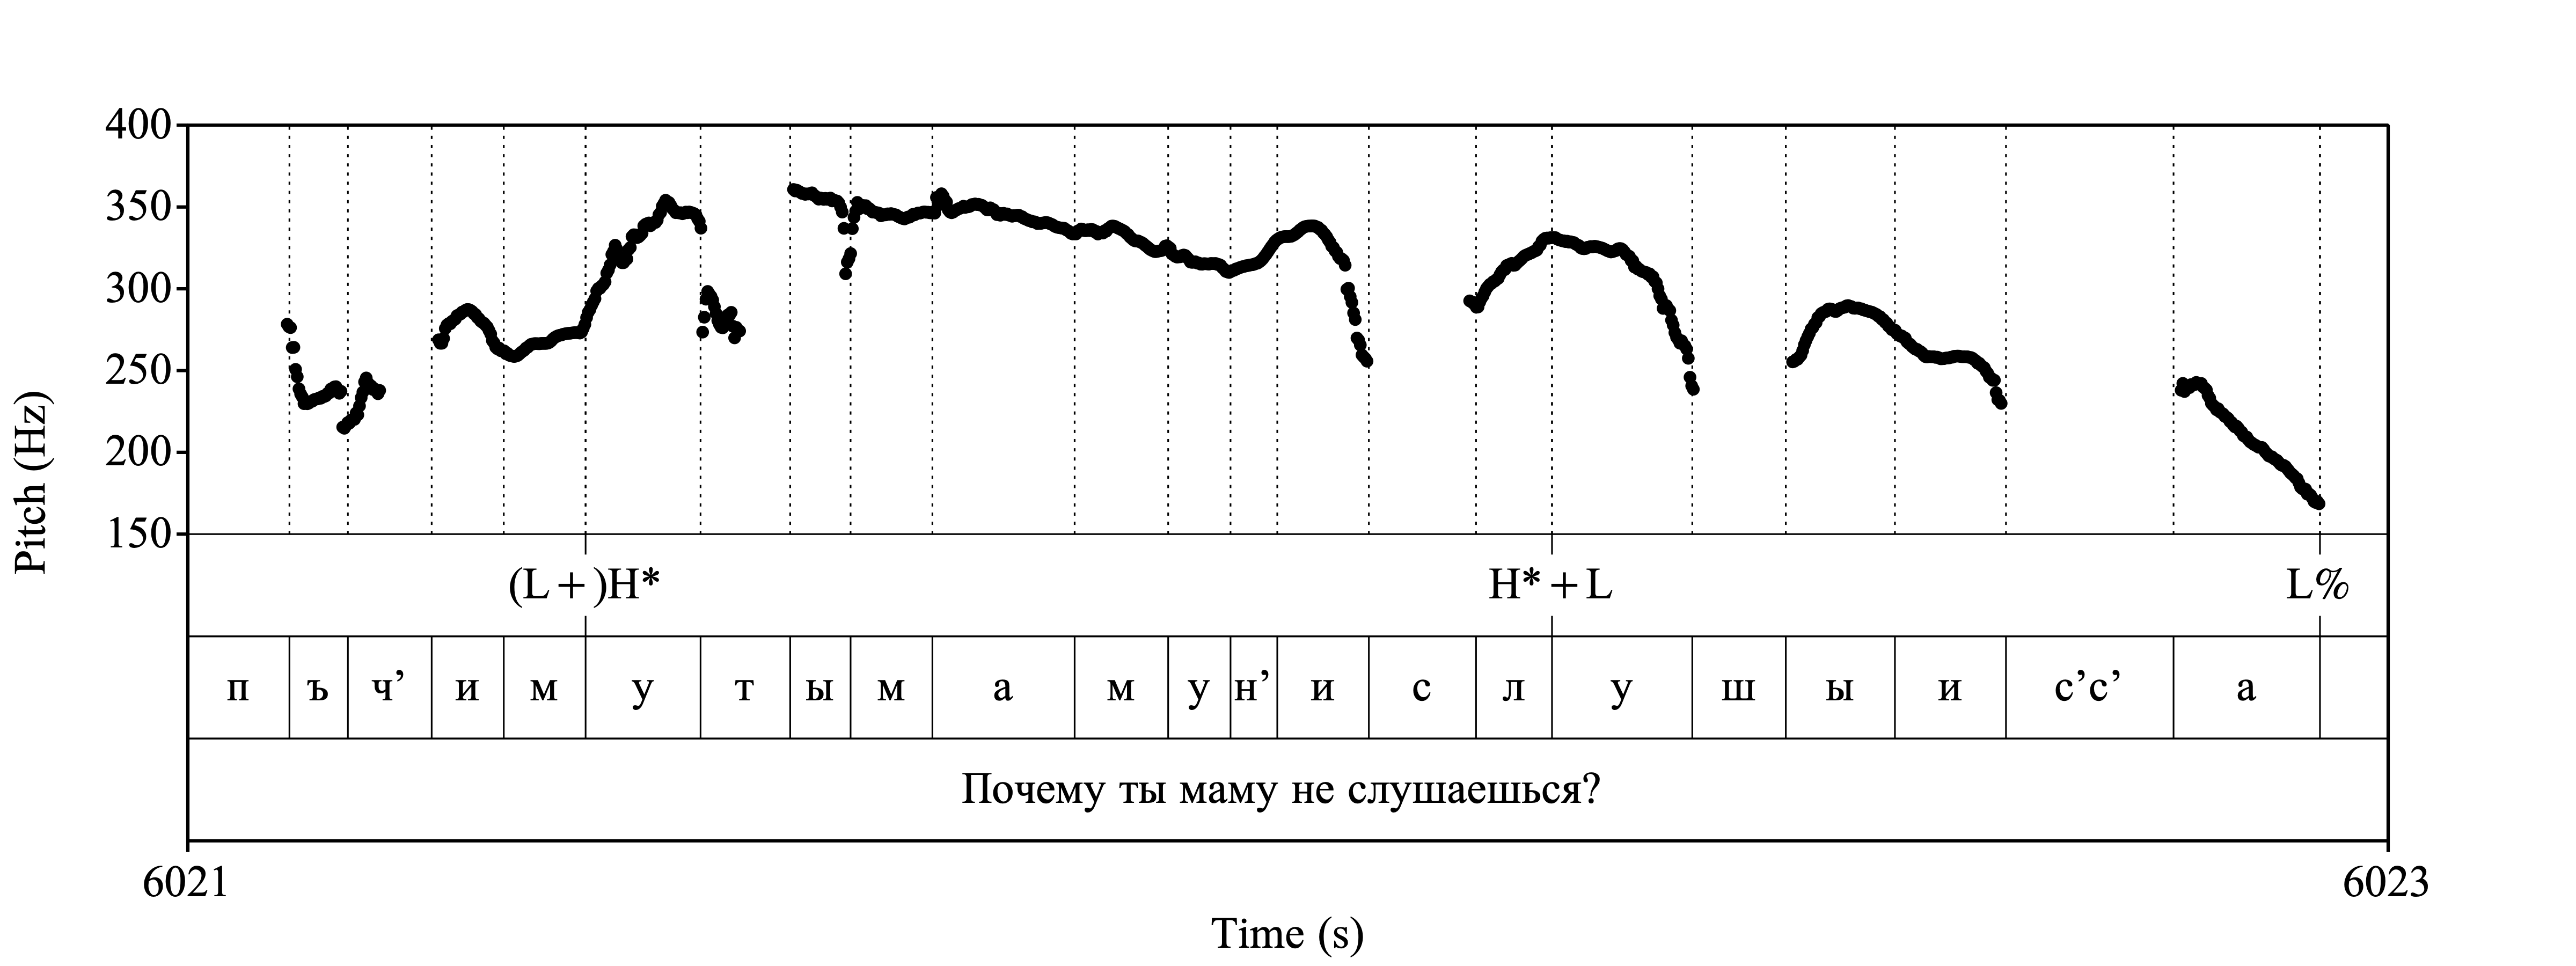 400
350
300
250
200
150
Pitch (Hz)
(L+)H* H*+L L%
п ъ ч’ и м у т ы м а м у н’ и с л у ш ы и с’с’ а
Почему ты маму не слушаешься?
6021 6023
Time (s)